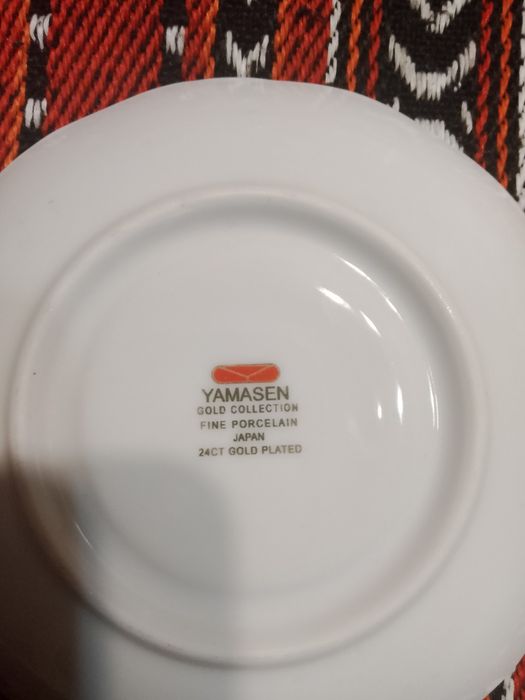 YAMASEN
GOLD COLLECTION
FINE PORCELAIN
JAPAN
24CT GOLD PLATED